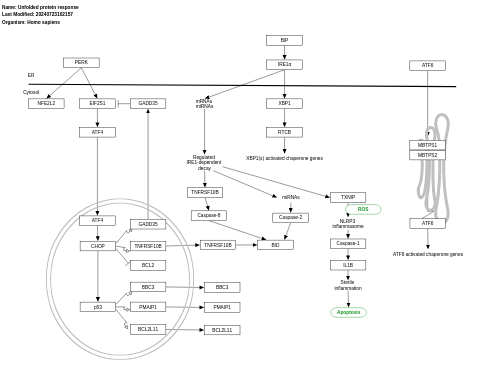 Name: Unfolded protein response
Last Modified: 20240723102157
Organism: Homo sapiens
BiP
PERK
IRE1α
ATF6
ER
Cytosol
NFE2L2
EIF2S1
GADD35
mRNAs
miRNAs
XBP1
ATF4
RTCB
MBTPS1
MBTPS2
Regulated
IRE1-dependent
decay
XBP1(s) activated chaperone genes
TNFRSF10B
miRNAs
TXNIP
ROS
Caspase-8
Caspase-2
NLRP3
inflammasome
ATF4
GADD35
ATF6
CHOP
TNFRSF10B
TNFRSF10B
BID
Caspase-1
ATF6 activated chaperone genes
BCL2
IL1B
BBC3
BBC3
Sterile
inflammation
p53
PMAIP1
PMAIP1
Apoptosis
BCL2L11
BCL2L11